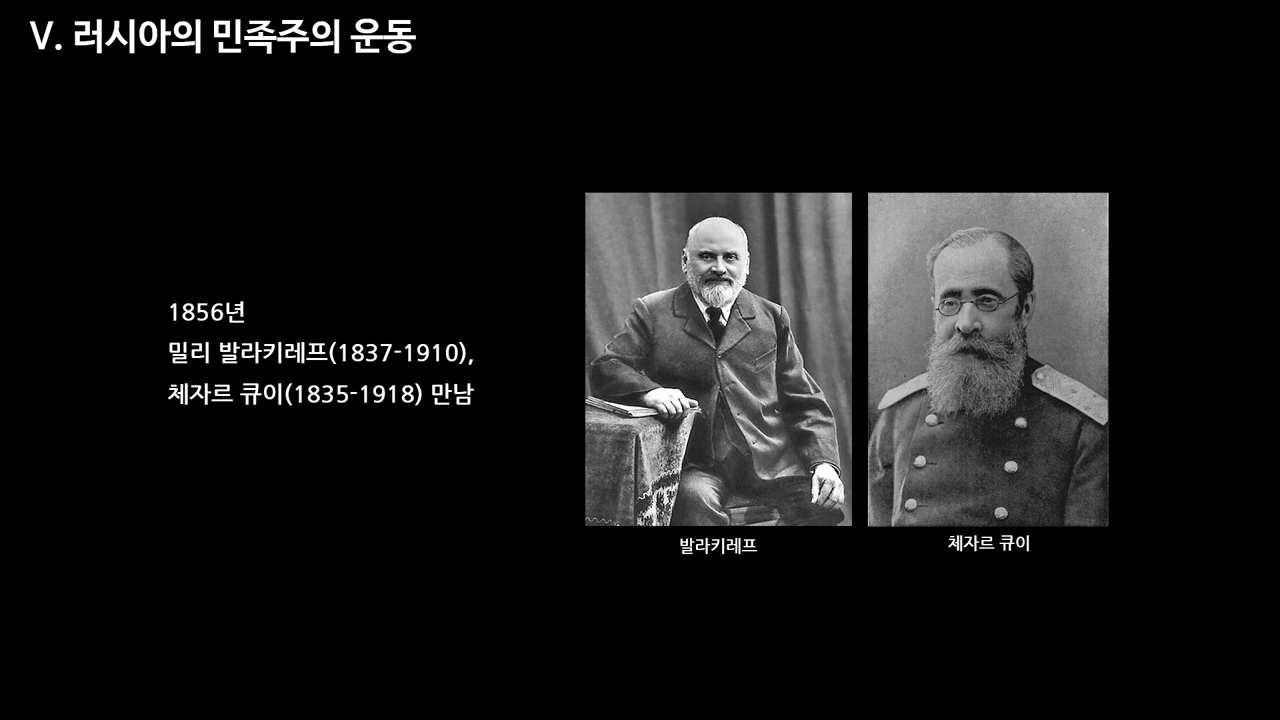 V. 러시아의 민족주의 운동
1856년
밀리 발라키레프(1837-1910),
체자르 큐이(1835-1918) 만남
발라키레프
체자르 큐이